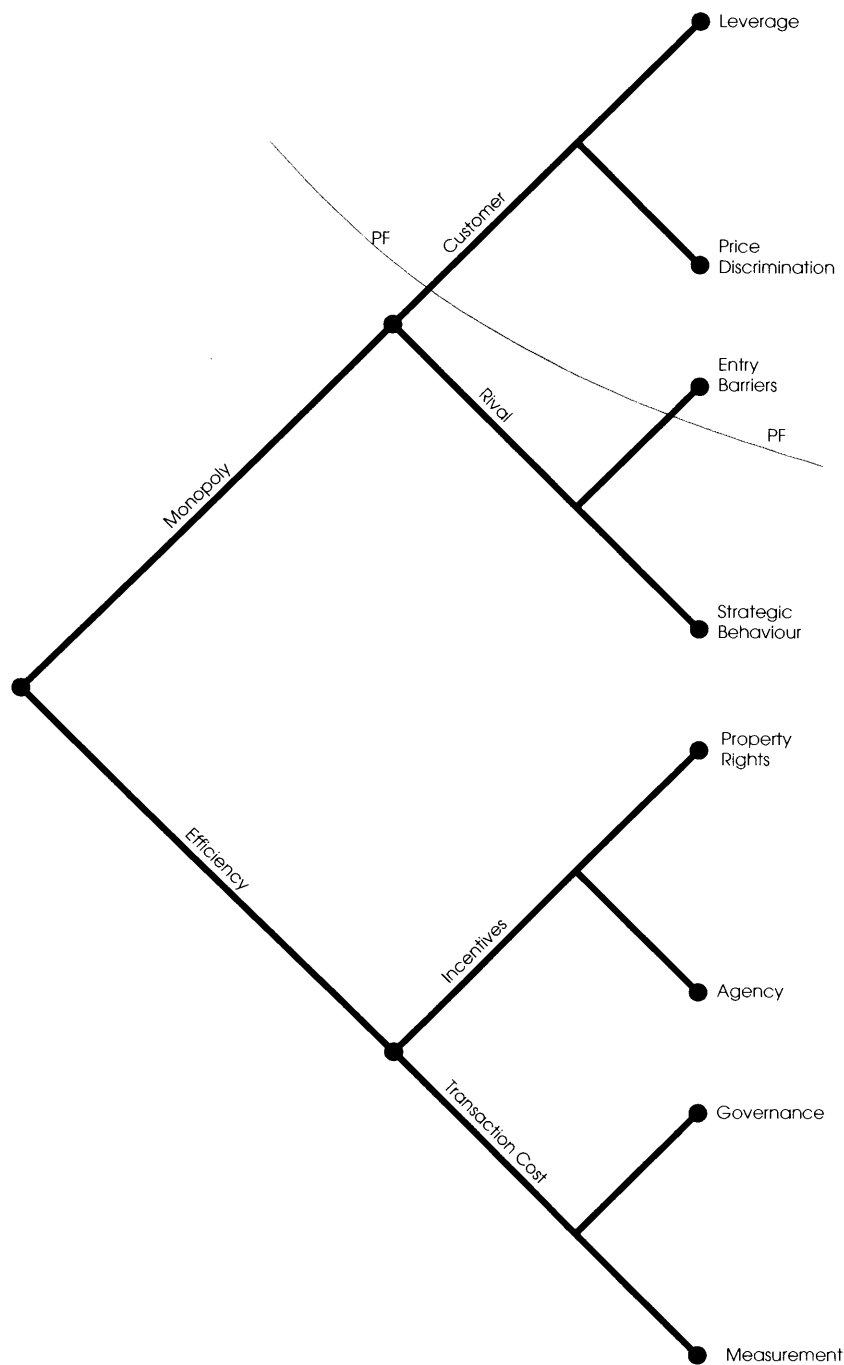 Leverage
Customer
PF
Price
Discrimination
Entry
Barriers
Rival
PF
Monopoly
Strategic
Behaviour
Property
Rights
Efficiency
Incentives
Agency
Transaction Cost
Governance
Measurement